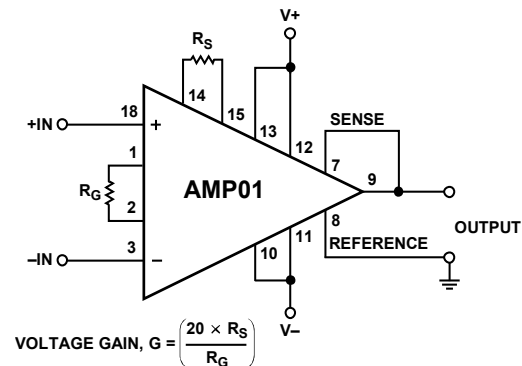 V+
RS
14
15
13
12
18
+IN
+
1
RG
2
AMP01
SENSE
7
9
8
REFERENCE
OUTPUT
3
–IN
–
10
11
V–
VOLTAGE GAIN, G = (20 × RS / RG)